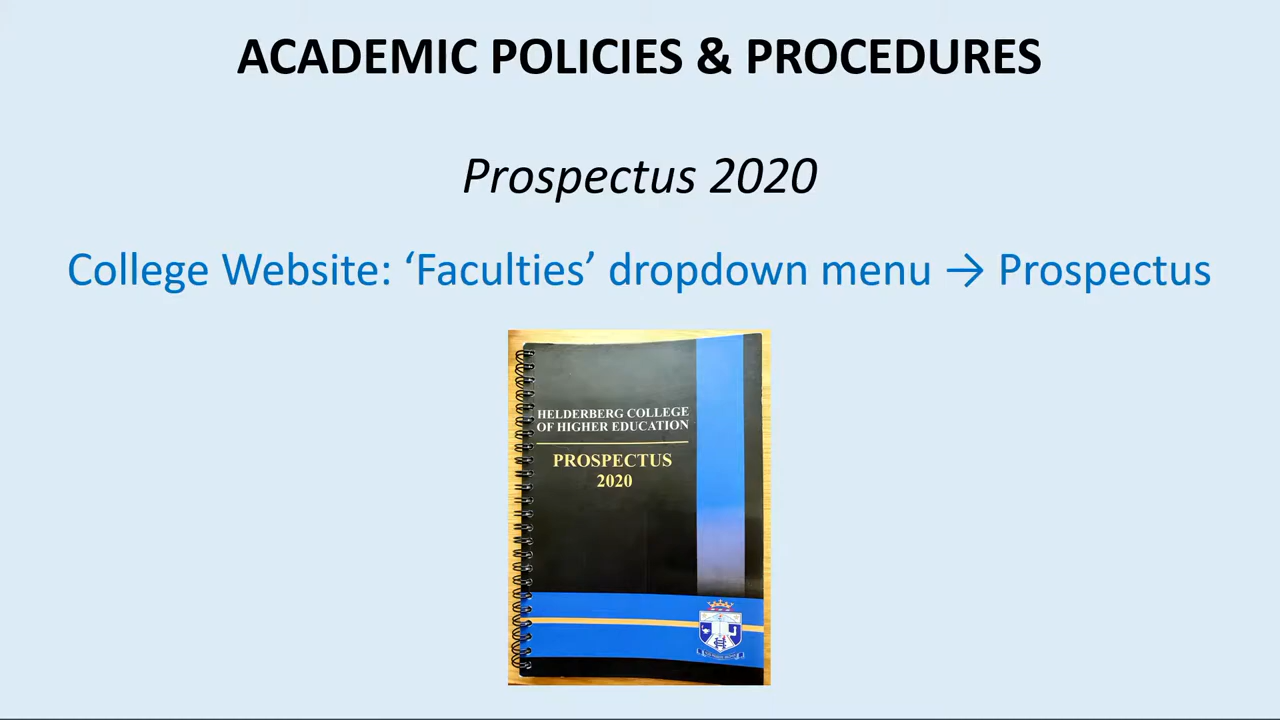 ACADEMIC POLICIES & PROCEDURES
Prospectus 2020
College Website: ‘Faculties’ dropdown menu → Prospectus
HELDERBERG COLLEGE
OF HIGHER EDUCATION
PROSPECTUS
2020